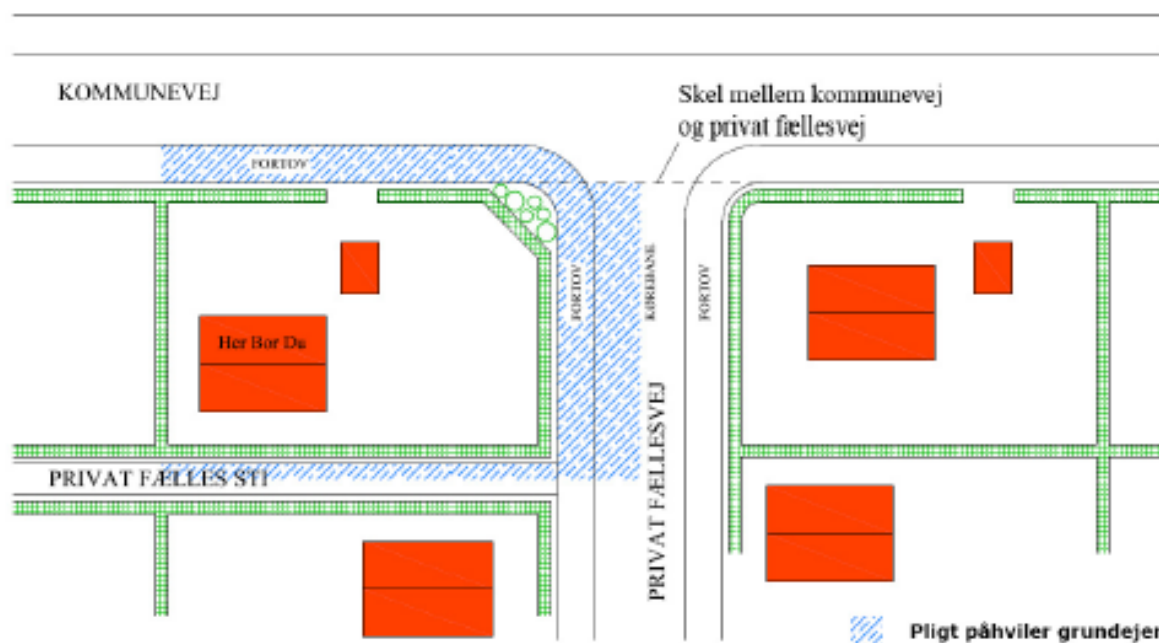 KOMMUNEVEJ
Skel mellem kommunevej
og privat fællesvej
FORTOV
FORTOV
KØREBANE
FORTOV
Her Bor Du
PRIVAT FÆLLESVEJ
PRIVAT FÆLLES STI
Pligt påhviler grundejer